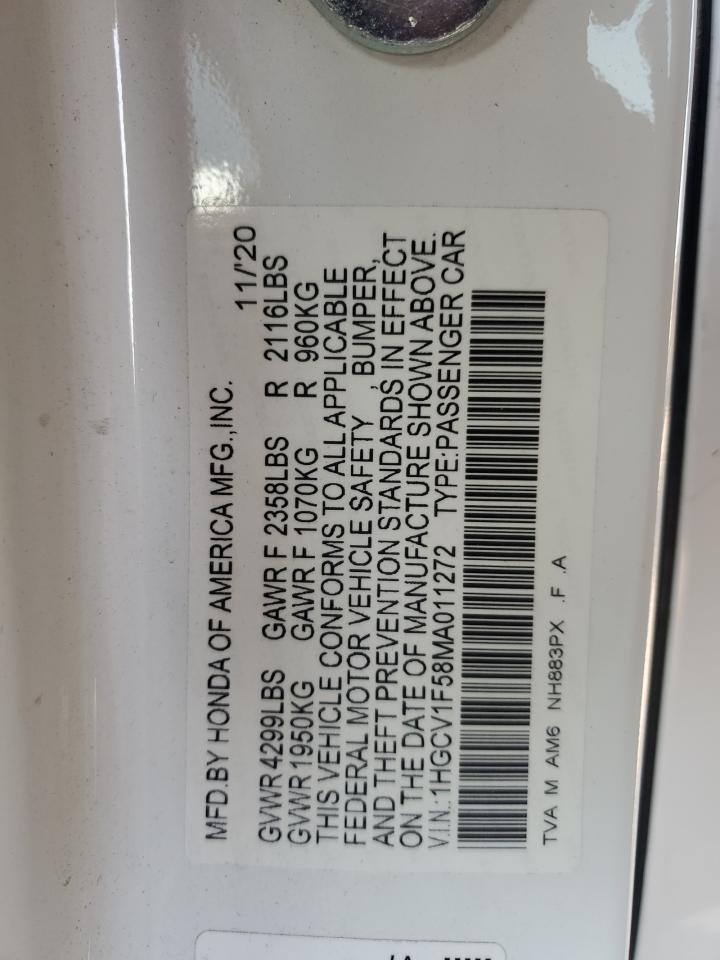 MFD.BY HONDA OF AMERICA MFG.,INC. 11/'20
GVWR 4299LBS GAWR F 2358LBS R 2116LBS
GVWR 1950KG GAWR F 1070KG R 960KG
THIS VEHICLE CONFORMS TO ALL APPLICABLE
FEDERAL MOTOR VEHICLE SAFETY , BUMPER,
AND THEFT PREVENTION STANDARDS IN EFFECT
ON THE DATE OF MANUFACTURE SHOWN ABOVE.
V.I.N.:1HGCV1F58MA011272 TYPE:PASSENGER CAR
TVA M AM6 NH883PX .F .A